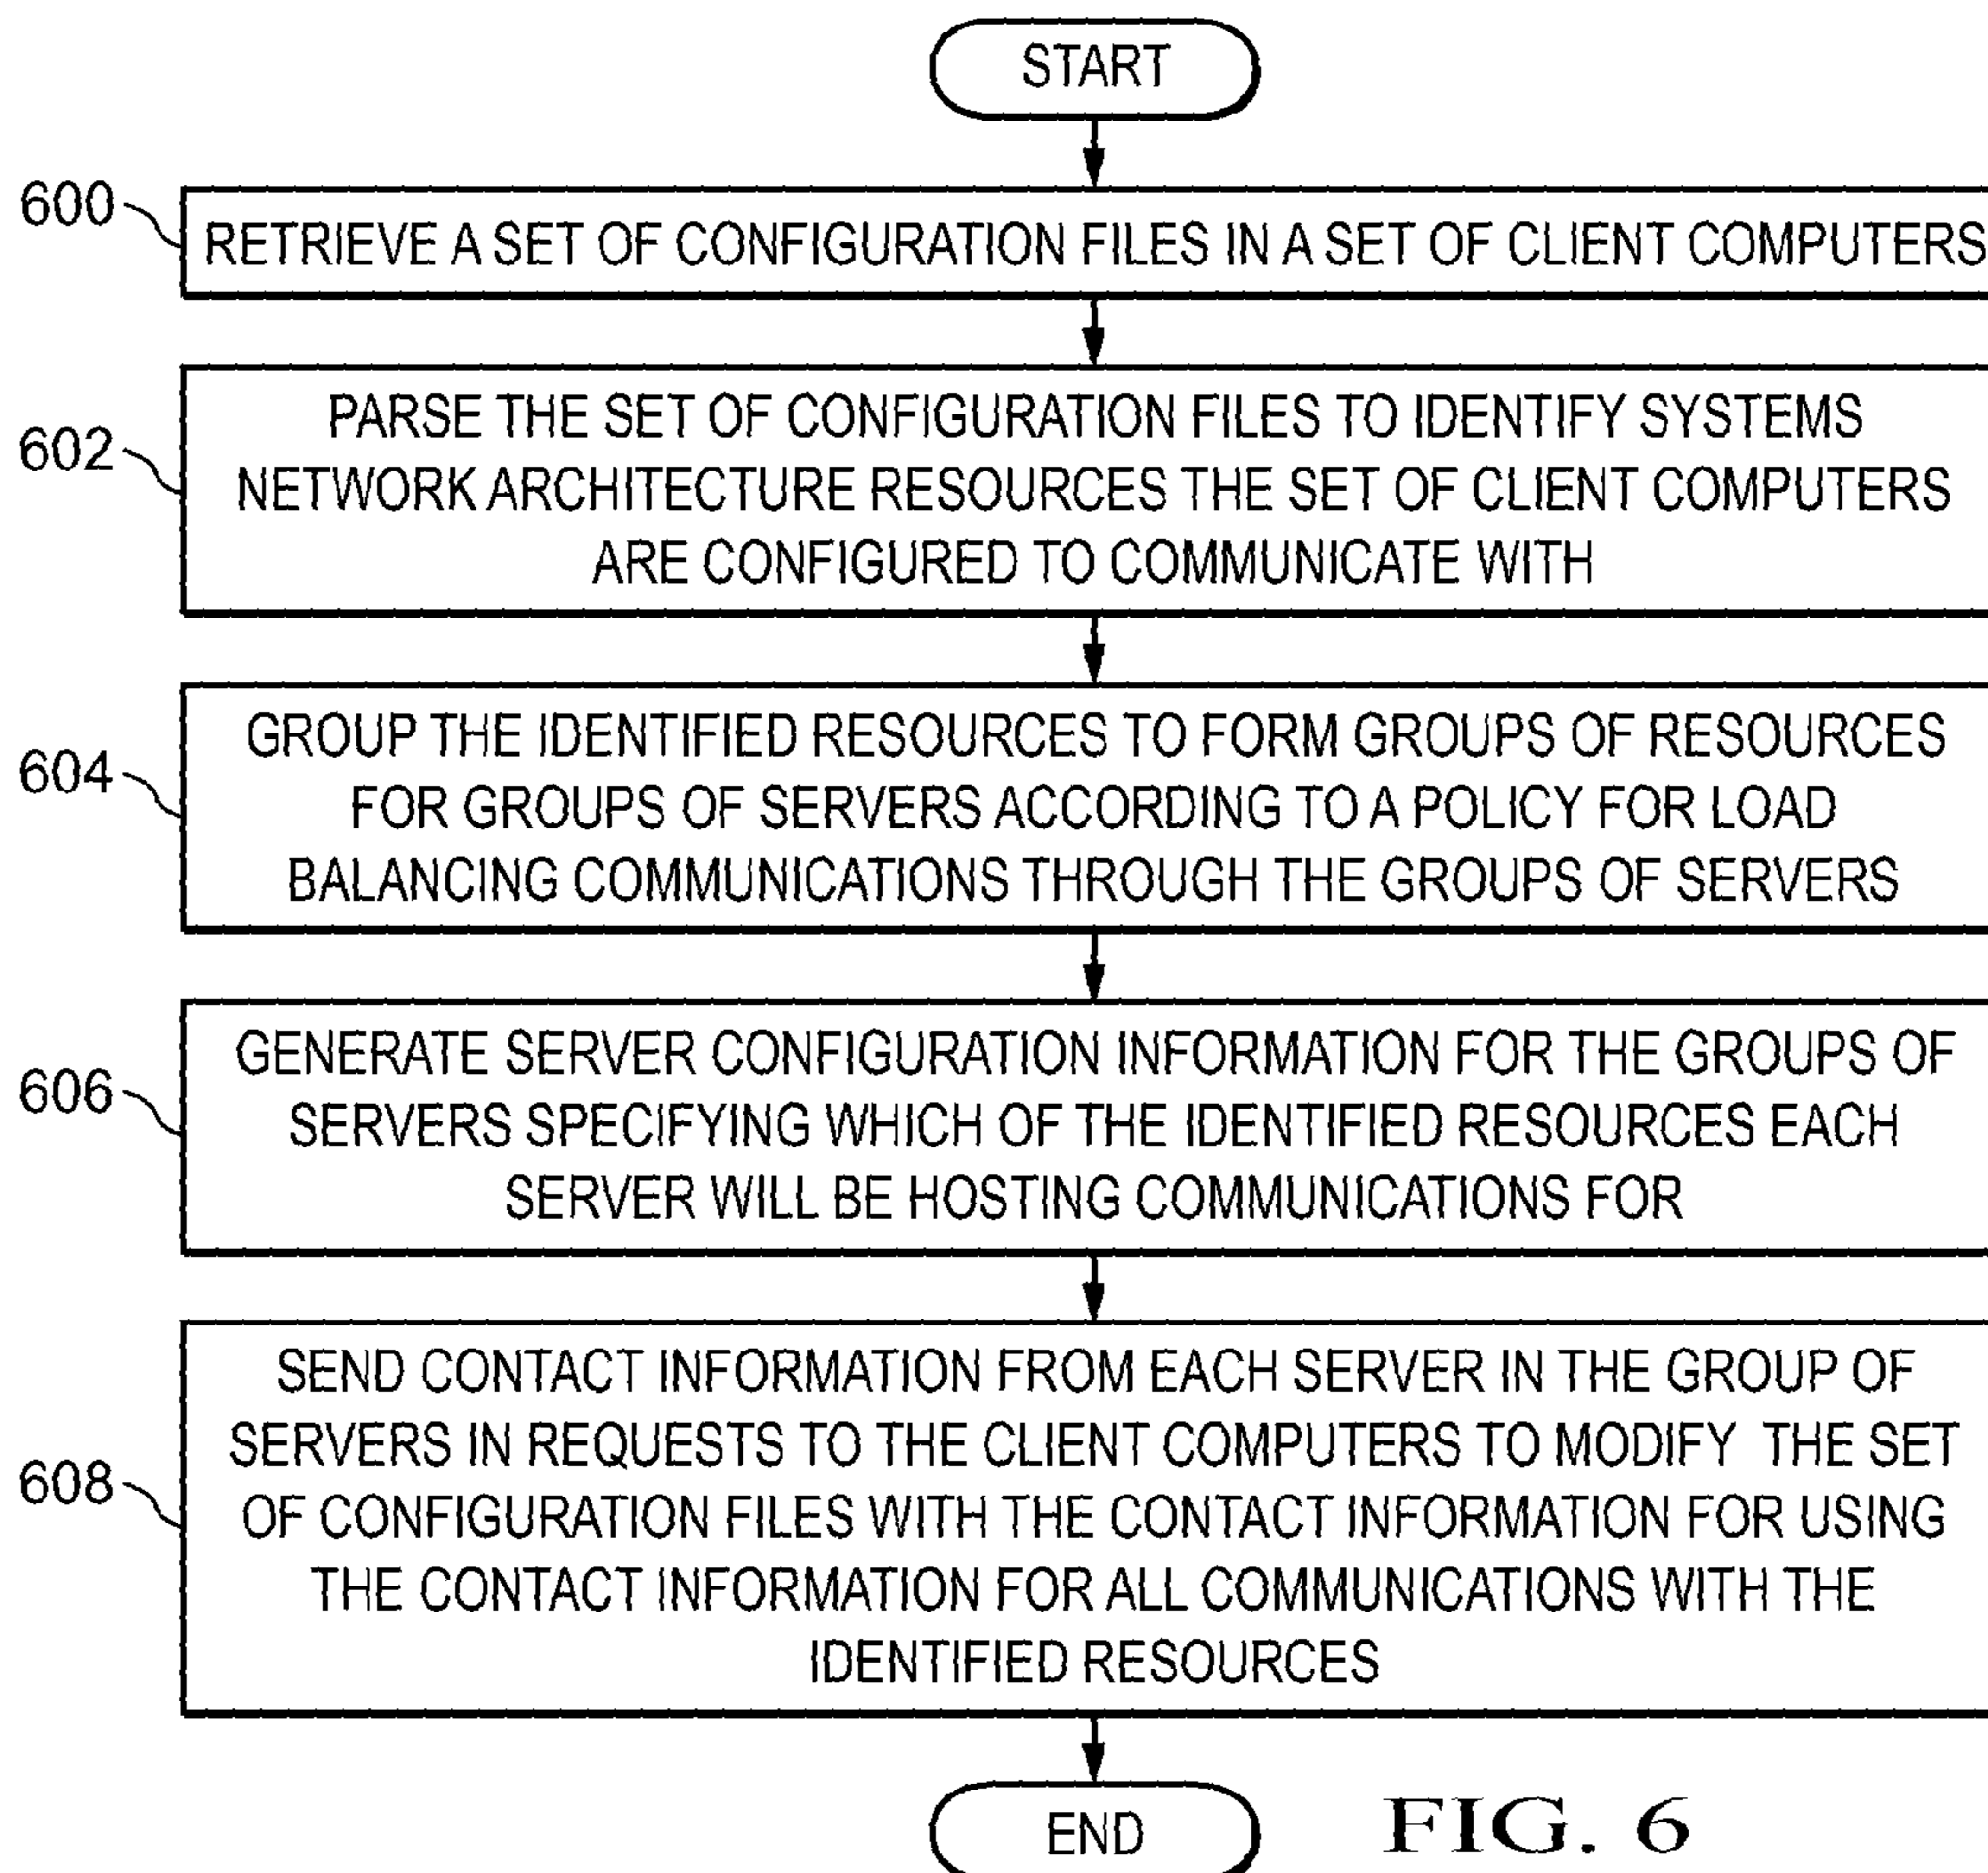 START
600
RETRIEVE A SET OF CONFIGURATION FILES IN A SET OF CLIENT COMPUTERS
602
PARSE THE SET OF CONFIGURATION FILES TO IDENTIFY SYSTEMS
NETWORK ARCHITECTURE RESOURCES THE SET OF CLIENT COMPUTERS
ARE CONFIGURED TO COMMUNICATE WITH
604
GROUP THE IDENTIFIED RESOURCES TO FORM GROUPS OF RESOURCES
FOR GROUPS OF SERVERS ACCORDING TO A POLICY FOR LOAD
BALANCING COMMUNICATIONS THROUGH THE GROUPS OF SERVERS
606
GENERATE SERVER CONFIGURATION INFORMATION FOR THE GROUPS OF
SERVERS SPECIFYING WHICH OF THE IDENTIFIED RESOURCES EACH
SERVER WILL BE HOSTING COMMUNICATIONS FOR
608
SEND CONTACT INFORMATION FROM EACH SERVER IN THE GROUP OF
SERVERS IN REQUESTS TO THE CLIENT COMPUTERS TO MODIFY THE SET
OF CONFIGURATION FILES WITH THE CONTACT INFORMATION FOR USING
THE CONTACT INFORMATION FOR ALL COMMUNICATIONS WITH THE
IDENTIFIED RESOURCES
END
FIG. 6